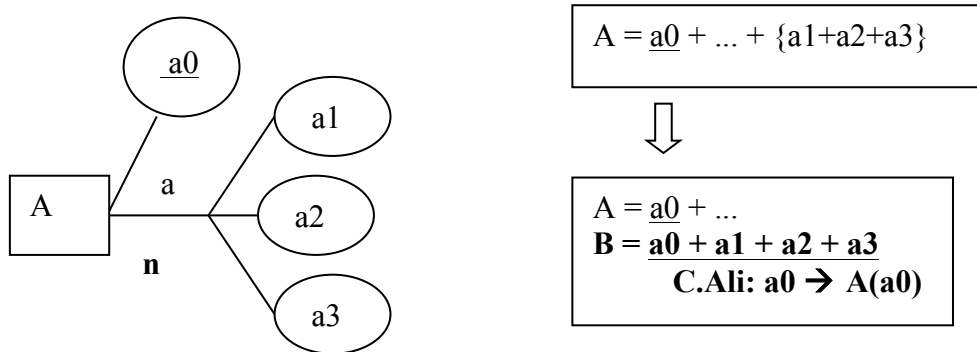 a0
a1
a
A
a2
n
a3
A = a0 + ... + {a1+a2+a3}
A = a0 + ...
B = a0 + a1 + a2 + a3
C.Ali: a0 → A(a0)